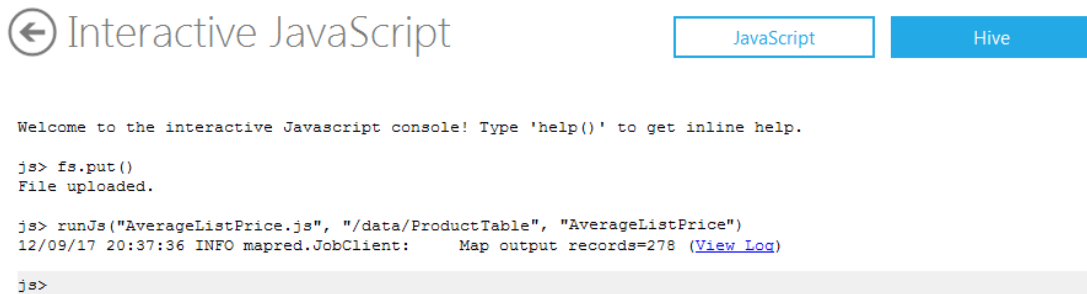 Interactive JavaScript
JavaScript
Hive
Welcome to the interactive Javascript console! Type 'help()' to get inline help.
js> fs.put()
File uploaded.
js> runJs("AverageListPrice.js", "/data/ProductTable", "AverageListPrice")
12/09/17 20:37:36 INFO mapred.JobClient:     Map output records=278 (View Log)
js>